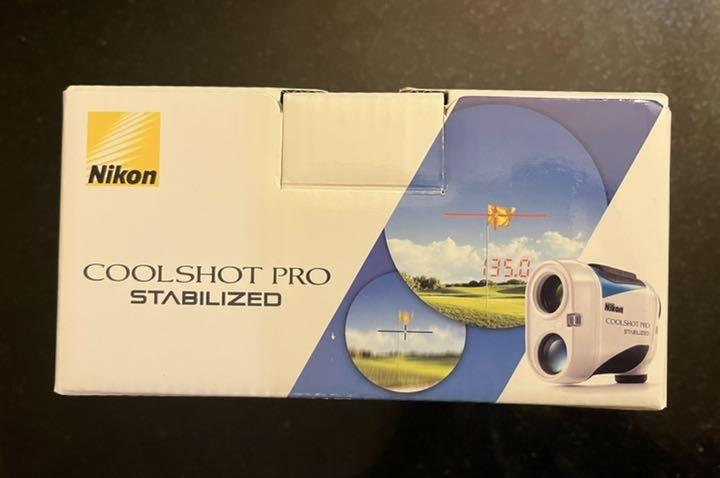 Nikon
COOLSHOT PRO
STABILIZED
135.0
Nikon
COOLSHOT PRO
STABILIZED